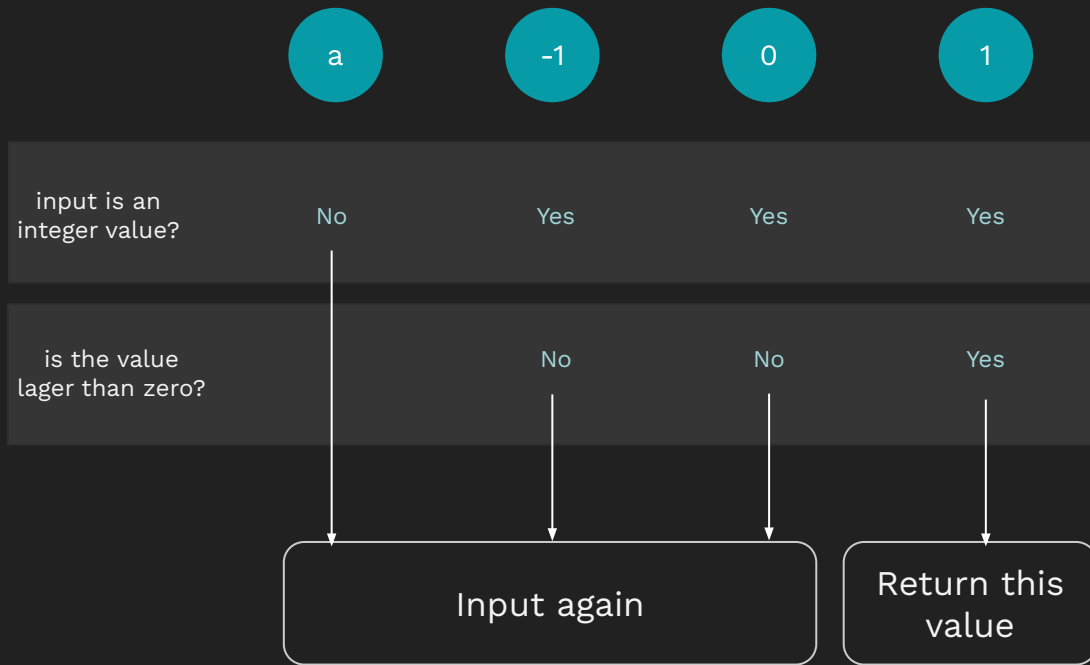 a
-1
0
1
input is an
integer value?
No
Yes
Yes
Yes
is the value
lager than zero?
No
No
Yes
Input again
Return this
value